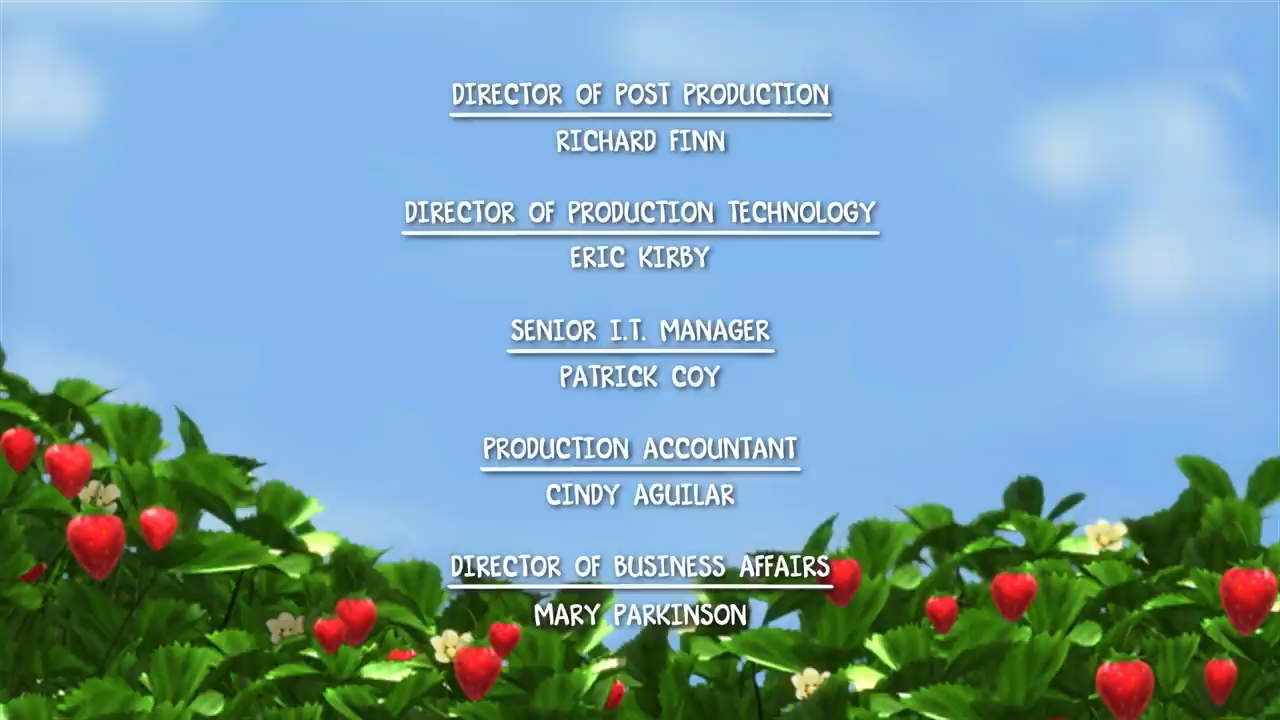 DIRECTOR OF POST PRODUCTION
RICHARD FINN
DIRECTOR OF PRODUCTION TECHNOLOGY
ERIC KIRBY
SENIOR I.T. MANAGER
PATRICK COY
PRODUCTION ACCOUNTANT
CINDY AGUILAR
DIRECTOR OF BUSINESS AFFAIRS
MARY PARKINSON